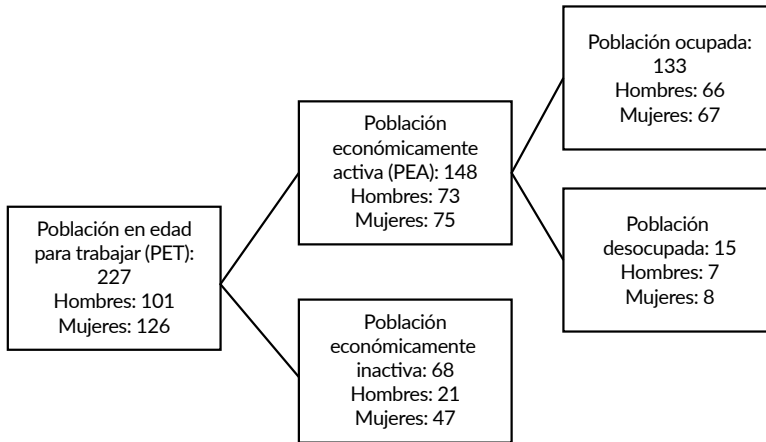 Población en edad
para trabajar (PET):
227
Hombres: 101
Mujeres: 126
Población
económicamente
activa (PEA): 148
Hombres: 73
Mujeres: 75
Población
económicamente
inactiva: 68
Hombres: 21
Mujeres: 47
Población ocupada:
133
Hombres: 66
Mujeres: 67
Población
desocupada: 15
Hombres: 7
Mujeres: 8